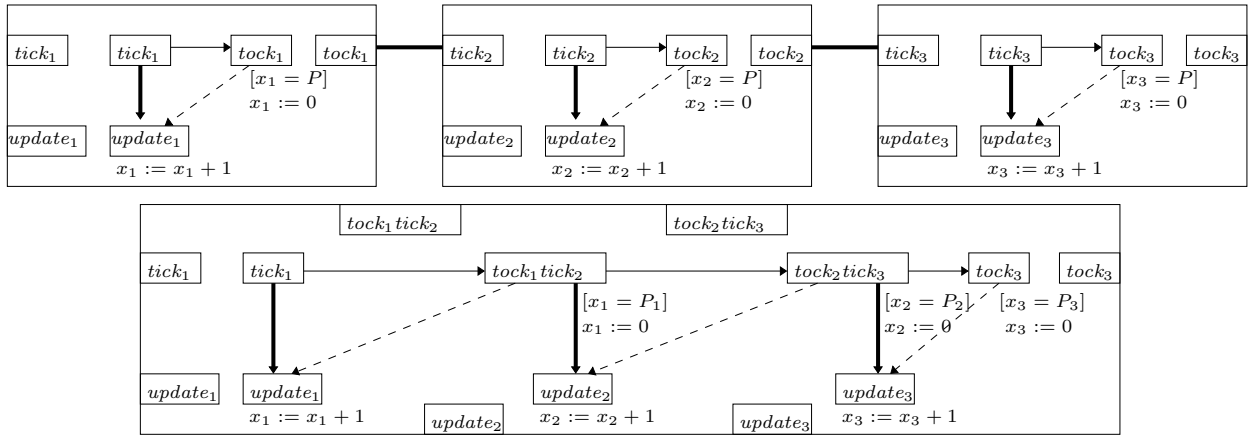 tick₁ tick₁ tock₁ tock₁ tick₂ tick₂ tock₂ tock₂ tick₃ tick₃ tock₃ tock₃
[x₁ = P] [x₂ = P] [x₃ = P]
x₁ := 0 x₂ := 0 x₃ := 0
update₁ update₁ update₂ update₂ update₃ update₃
x₁ := x₁ + 1 x₂ := x₂ + 1 x₃ := x₃ + 1
tock₁tick₂ tock₂tick₃
tick₁ tick₁ tock₁tick₂ tock₂tick₃ tock₃ tock₃
[x₁ = P₁] [x₂ = P₂] [x₃ = P₃]
x₁ := 0 x₂ := 0 x₃ := 0
update₁ update₁ update₂ update₃
x₁ := x₁ + 1 x₂ := x₂ + 1 x₃ := x₃ + 1
update₂ update₃